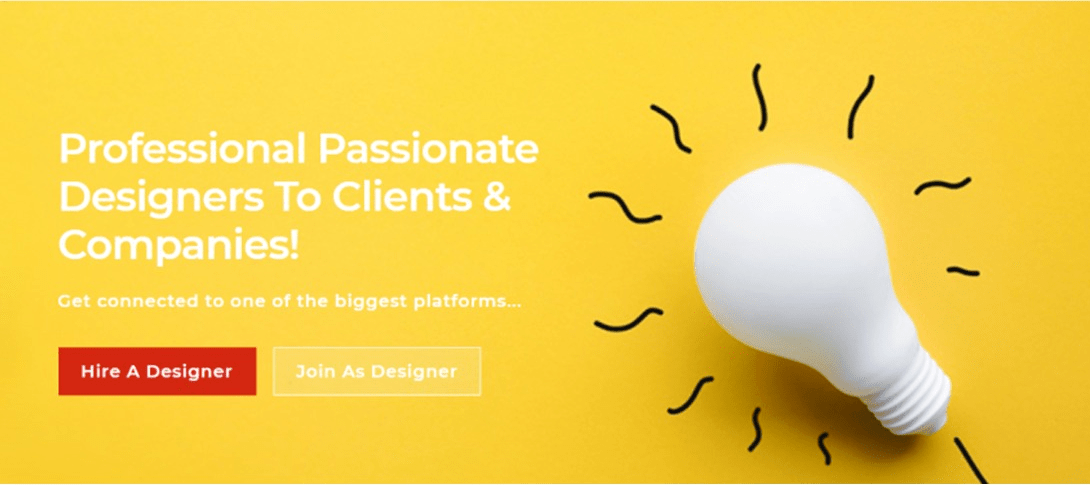 Professional Passionate
Designers To Clients &
Companies!
Get connected to one of the biggest platforms...
Hire A Designer
Join As Designer